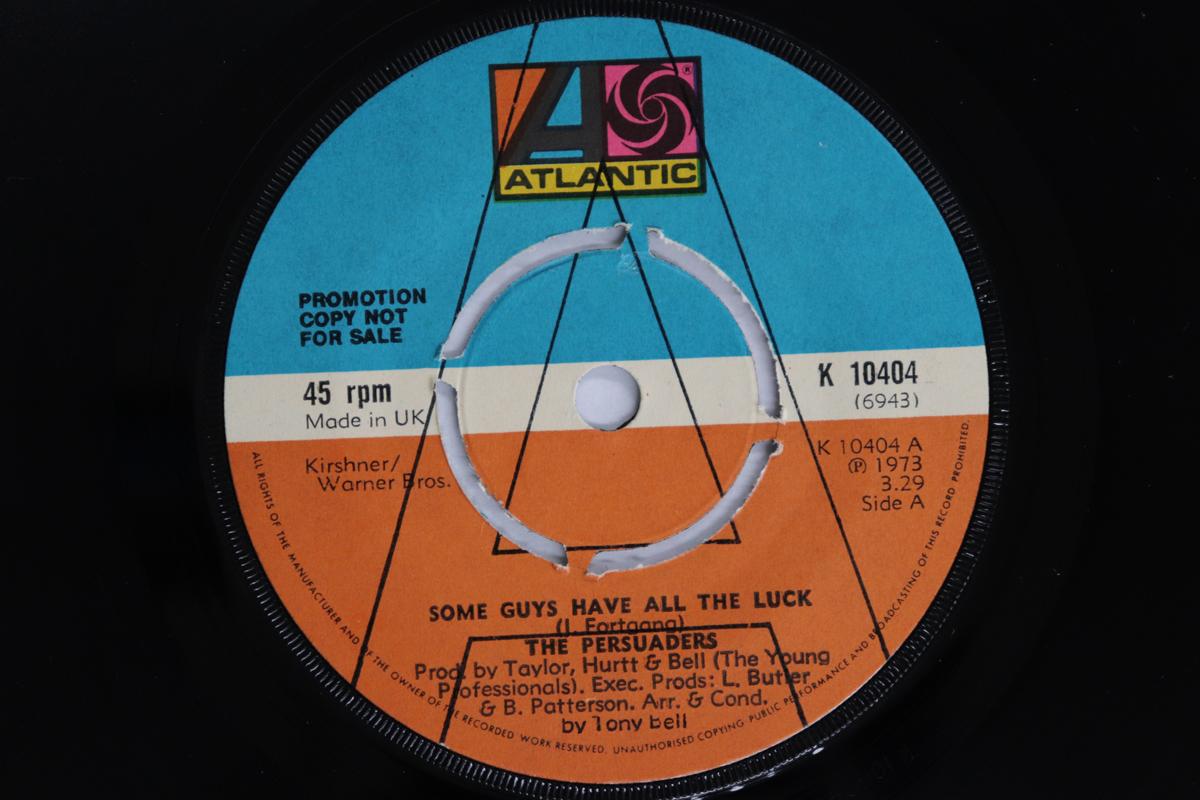 A
®
ATLANTIC
PROMOTION
COPY NOT
FOR SALE
45 rpm
Made in UK
K 10404
(6943)
Kirshner/
Warner Bros.
K 10404 A
Ⓟ 1973
3.29
Side A
SOME GUYS HAVE ALL THE LUCK
(J. Fortgang)
THE PERSUADERS
Prod. by Taylor, Hurtt & Bell (The Young
Professionals). Exec. Prods: L. Butler
& B. Patterson. Arr. & Cond.
by Tony Bell
ALL RIGHTS OF THE MANUFACTURER AND OF THE OWNER OF THE RECORDED WORK RESERVED. UNAUTHORISED COPYING PUBLIC PERFORMANCE AND BROADCASTING OF THIS RECORD PROHIBITED.